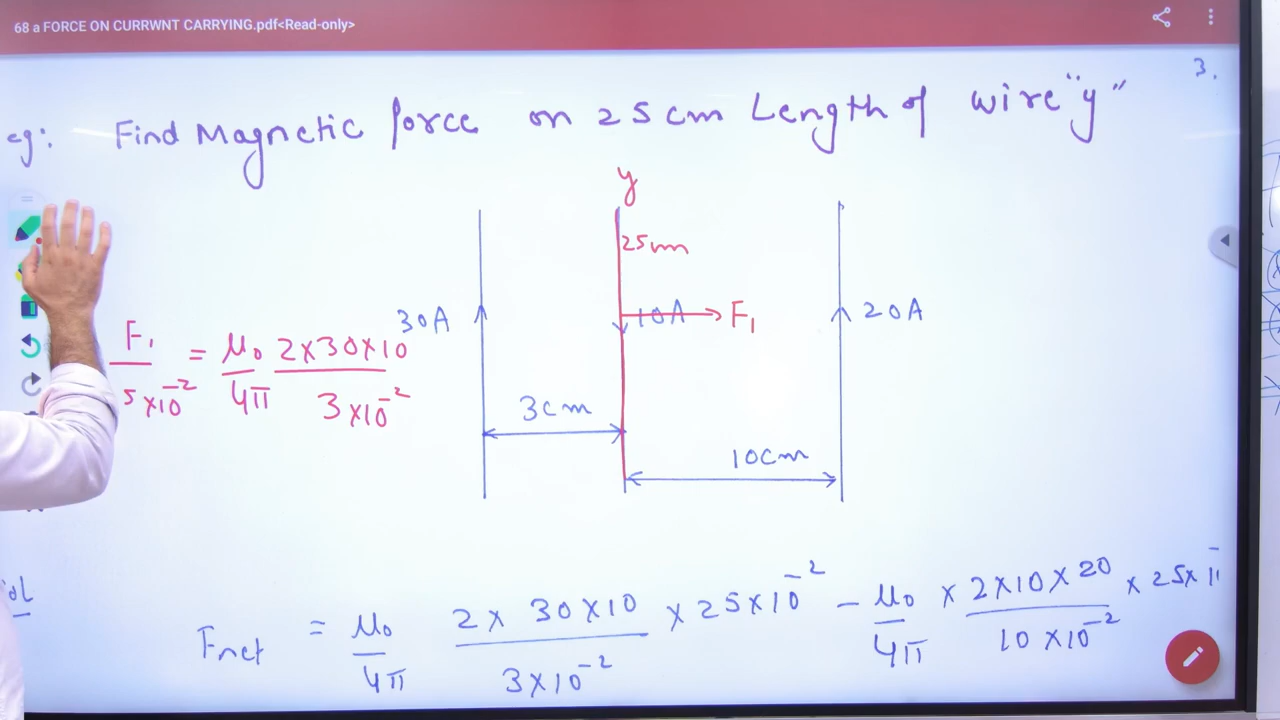 68 a FORCE ON CURRWNT CARRYING.pdf<Read-only>
3.
eg: Find Magnetic force on 25cm Length of wire "y"
y
25cm
30A
10A
F₁
20A
F₁ / 5×10⁻² = μ₀/4π 2×30×10 / 3×10⁻²
3cm
10cm
Fnet = μ₀/4π 2×30×10 / 3×10⁻² ×25×10⁻² - μ₀/4π × 2×10×20 / 10×10⁻² ×25×